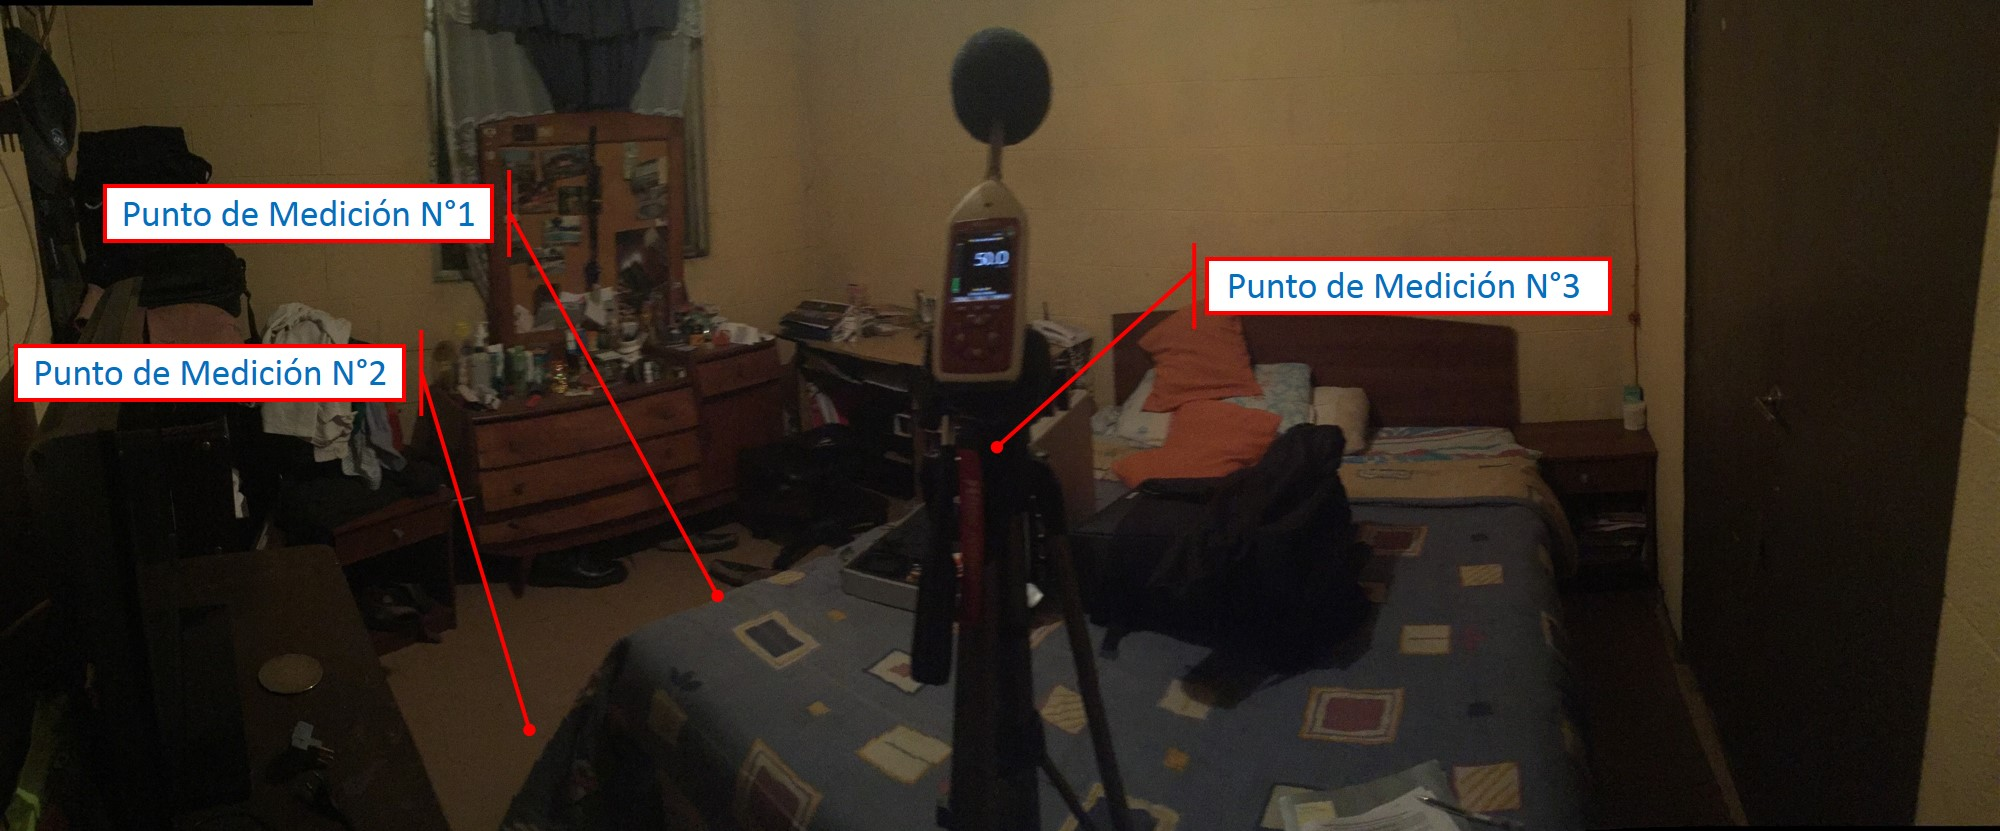 Punto de Medición N°1
50.0
Punto de Medición N°3
Punto de Medición N°2